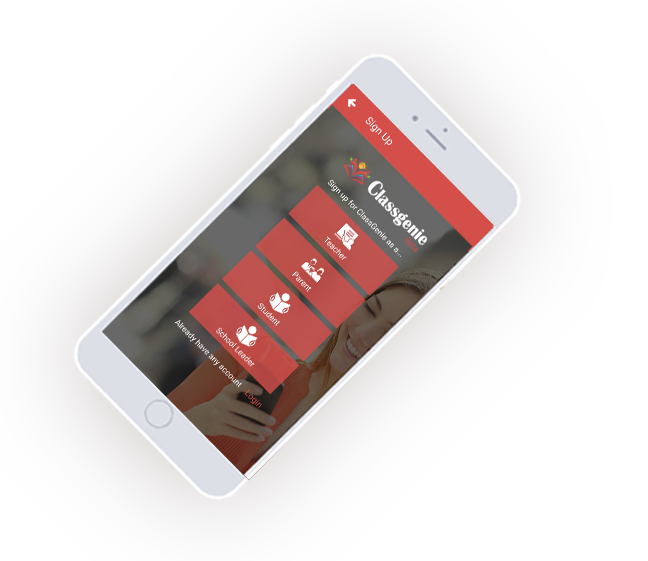 Sign Up
Classgenie
Sign up for ClassGenie as a...
Teacher
Parent
Student
School Leader
Already have any account Login